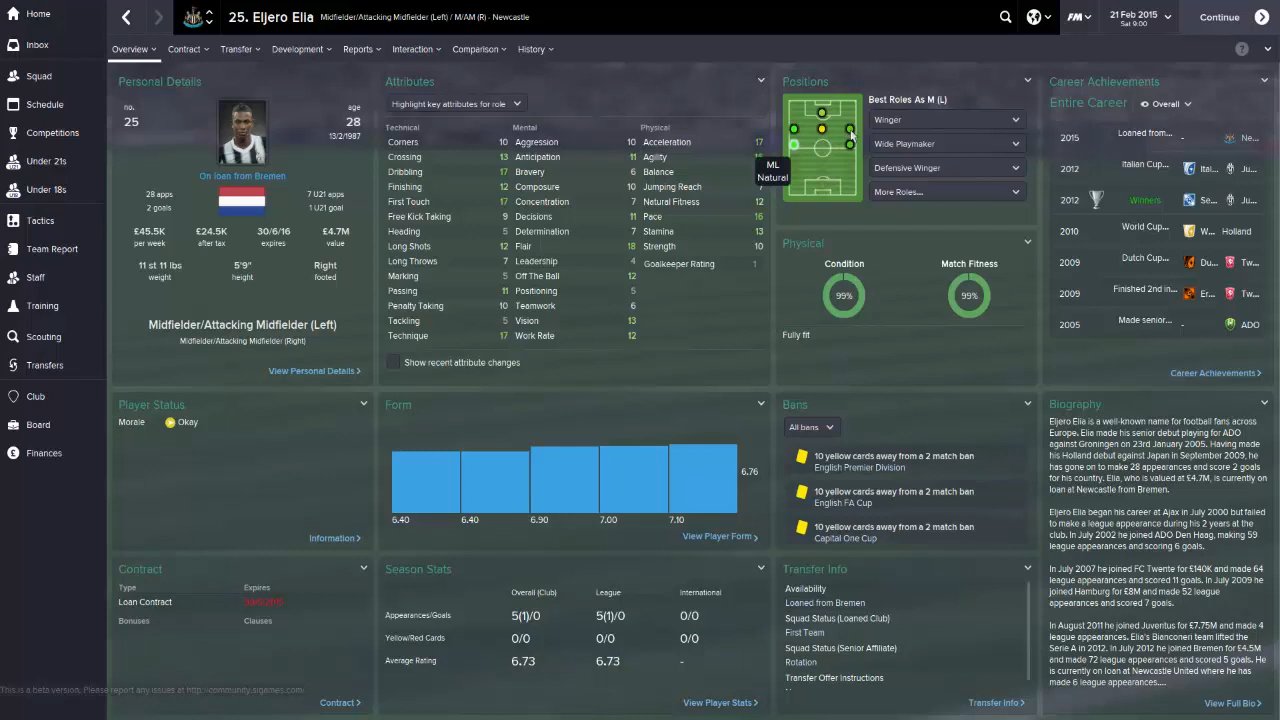 Home
Inbox
Squad
Schedule
Competitions
Under 21s
Under 18s
Tactics
Team Report
Staff
Training
Scouting
Transfers
Club
Board
Finances
25. Eljero Elia
Midfielder/Attacking Midfielder (Left) / M/AM (R) - Newcastle
FM
21 Feb 2015
Sat 9:00
Continue
Overview
Contract
Transfer
Development
Reports
Interaction
Comparison
History
Personal Details
no.
25
age
28
13/2/1987
On loan from Bremen
28 apps
2 goals
7 U21 apps
1 U21 goal
£45.5K
per week
£24.5K
after tax
30/6/16
expires
£4.7M
value
11 st 11 lbs
weight
5'9"
height
Right
footed
Midfielder/Attacking Midfielder (Left)
Midfielder/Attacking Midfielder (Right)
View Personal Details >
Attributes
Highlight key attributes for role
Technical
Corners 10
Crossing 13
Dribbling 17
Finishing 12
First Touch 17
Free Kick Taking 9
Heading 5
Long Shots 12
Long Throws 7
Marking 5
Passing 11
Penalty Taking 10
Tackling 5
Technique 17
Mental
Aggression 10
Anticipation 11
Bravery 6
Composure 10
Concentration 7
Decisions 11
Determination 7
Flair 18
Leadership 4
Off The Ball 12
Positioning 5
Teamwork 6
Vision 13
Work Rate 12
Physical
Acceleration 17
Agility
Balance
Jumping Reach 7
Natural Fitness 12
Pace 16
Stamina 13
Strength 10
Goalkeeper Rating 1
Show recent attribute changes
Positions
ML
Natural
Best Roles As M (L)
Winger
Wide Playmaker
Defensive Winger
More Roles...
Physical
Condition
99%
Match Fitness
99%
Fully fit
Career Achievements
Entire Career
Overall
2015 Loaned from... - Ne...
2012 Italian Cup... Ital... Ju...
2012 Winners Se... Ju...
2010 World Cup... W... Holland
2009 Dutch Cup... Du... Tw...
2009 Finished 2nd in... Er... Tw...
2005 Made senior... - ADO
Career Achievements >
Player Status
Morale Okay
Information >
Form
6.76
6.40 6.40 6.90 7.00 7.10
View Player Form >
Bans
All bans
10 yellow cards away from a 2 match ban
English Premier Division
10 yellow cards away from a 2 match ban
English FA Cup
10 yellow cards away from a 2 match ban
Capital One Cup
Biography
Eljero Elia is a well-known name for football fans across
Europe. Elia made his senior debut playing for ADO
against Groningen on 23rd January 2005. Having made
his Holland debut against Japan in September 2009, he
has gone on to make 28 appearances and score 2 goals
for his country. Elia, who is valued at £4.7M, is currently on
loan at Newcastle from Bremen.
Eljero Elia began his career at Ajax in July 2000 but failed
to make a league appearance during his 2 years at the
club. In July 2002 he joined ADO Den Haag, making 59
league appearances and scoring 6 goals.
In July 2007 he joined FC Twente for £140K and made 64
league appearances and scored 11 goals. In July 2009 he
joined Hamburg for £8M and made 52 league
appearances and scored 7 goals.
In August 2011 he joined Juventus for £7.75M and made 4
league appearances. Elia's Bianconeri team lifted the
Serie A in 2012. In July 2012 he joined Bremen for £4.5M
and made 72 league appearances and scored 5 goals. He
is currently on loan at Newcastle United where he has
made 6 league appearances....
View Full Bio >
Contract
Type
Loan Contract
Expires
Bonuses
Clauses
Contract >
Season Stats
Overall (Club) League International
Appearances/Goals 5(1)/0 5(1)/0 0/0
Yellow/Red Cards 0/0 0/0 0/0
Average Rating 6.73 6.73 -
View Player Stats >
Transfer Info
Availability
Loaned from Bremen
Squad Status (Loaned Club)
First Team
Squad Status (Senior Affiliate)
Rotation
Transfer Offer Instructions
Transfer Info >
This is a beta version, Please report any issues at http://community.sigames.com/